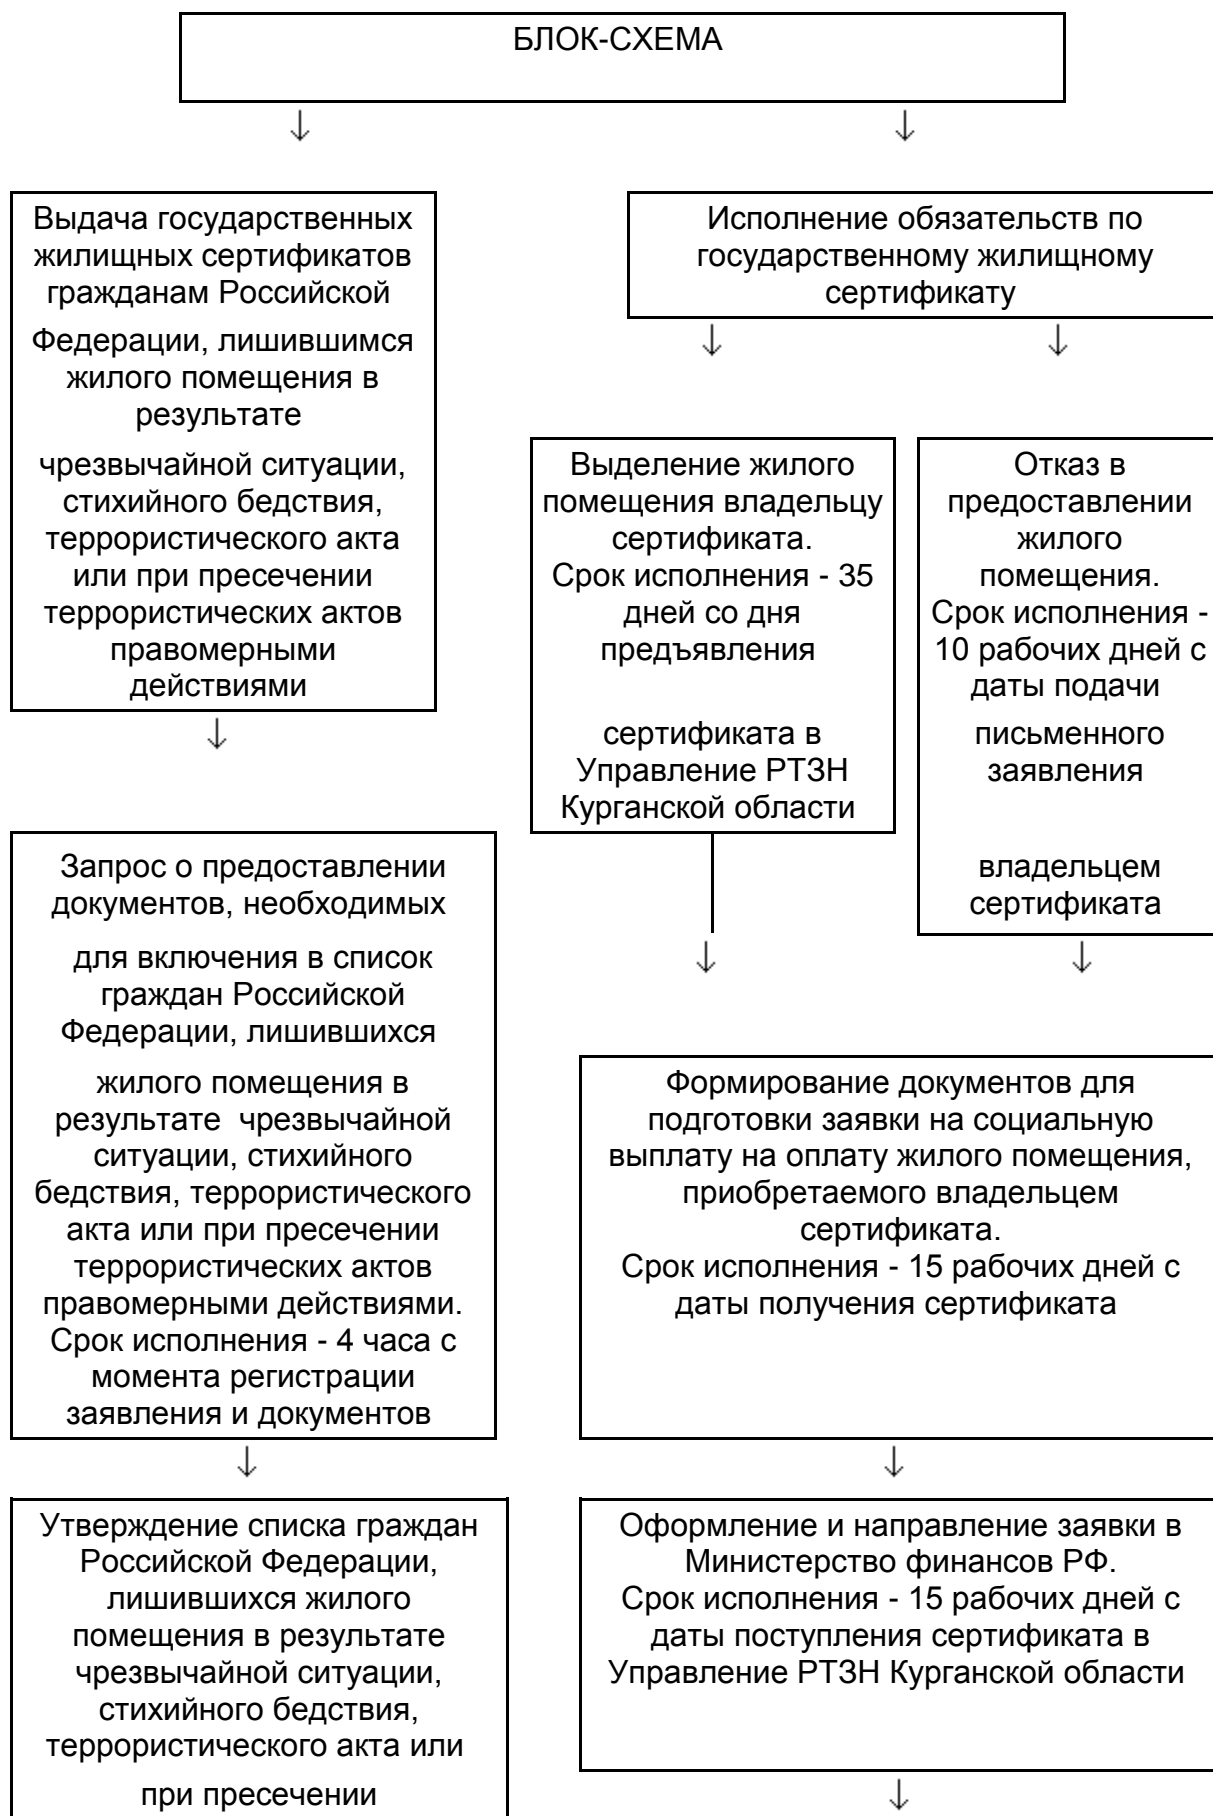 БЛОК-СХЕМА
Выдача государственных
жилищных сертификатов
гражданам Российской
Федерации, лишившимся
жилого помещения в
результате
чрезвычайной ситуации,
стихийного бедствия,
террористического акта
или при пресечении
террористических актов
правомерными
действиями
Исполнение обязательств по
государственному жилищному
сертификату
Выделение жилого
помещения владельцу
сертификата.
Срок исполнения - 35
дней со дня
предъявления
сертификата в
Управление РТЗН
Курганской области
Отказ в
предоставлении
жилого
помещения.
Срок исполнения -
10 рабочих дней с
даты подачи
письменного
заявления
владельцем
сертификата
Запрос о предоставлении
документов, необходимых
для включения в список
граждан Российской
Федерации, лишившихся
жилого помещения в
результате  чрезвычайной
ситуации, стихийного
бедствия, террористического
акта или при пресечении
террористических актов
правомерными действиями.
Срок исполнения - 4 часа с
момента регистрации
заявления и документов
Формирование документов для
подготовки заявки на социальную
выплату на оплату жилого помещения,
приобретаемого владельцем
сертификата.
Срок исполнения - 15 рабочих дней с
даты получения сертификата
Утверждение списка граждан
Российской Федерации,
лишившихся жилого
помещения в результате
чрезвычайной ситуации,
стихийного бедствия,
террористического акта или
при пресечении
Оформление и направление заявки в
Министерство финансов РФ.
Срок исполнения - 15 рабочих дней с
даты поступления сертификата в
Управление РТЗН Курганской области